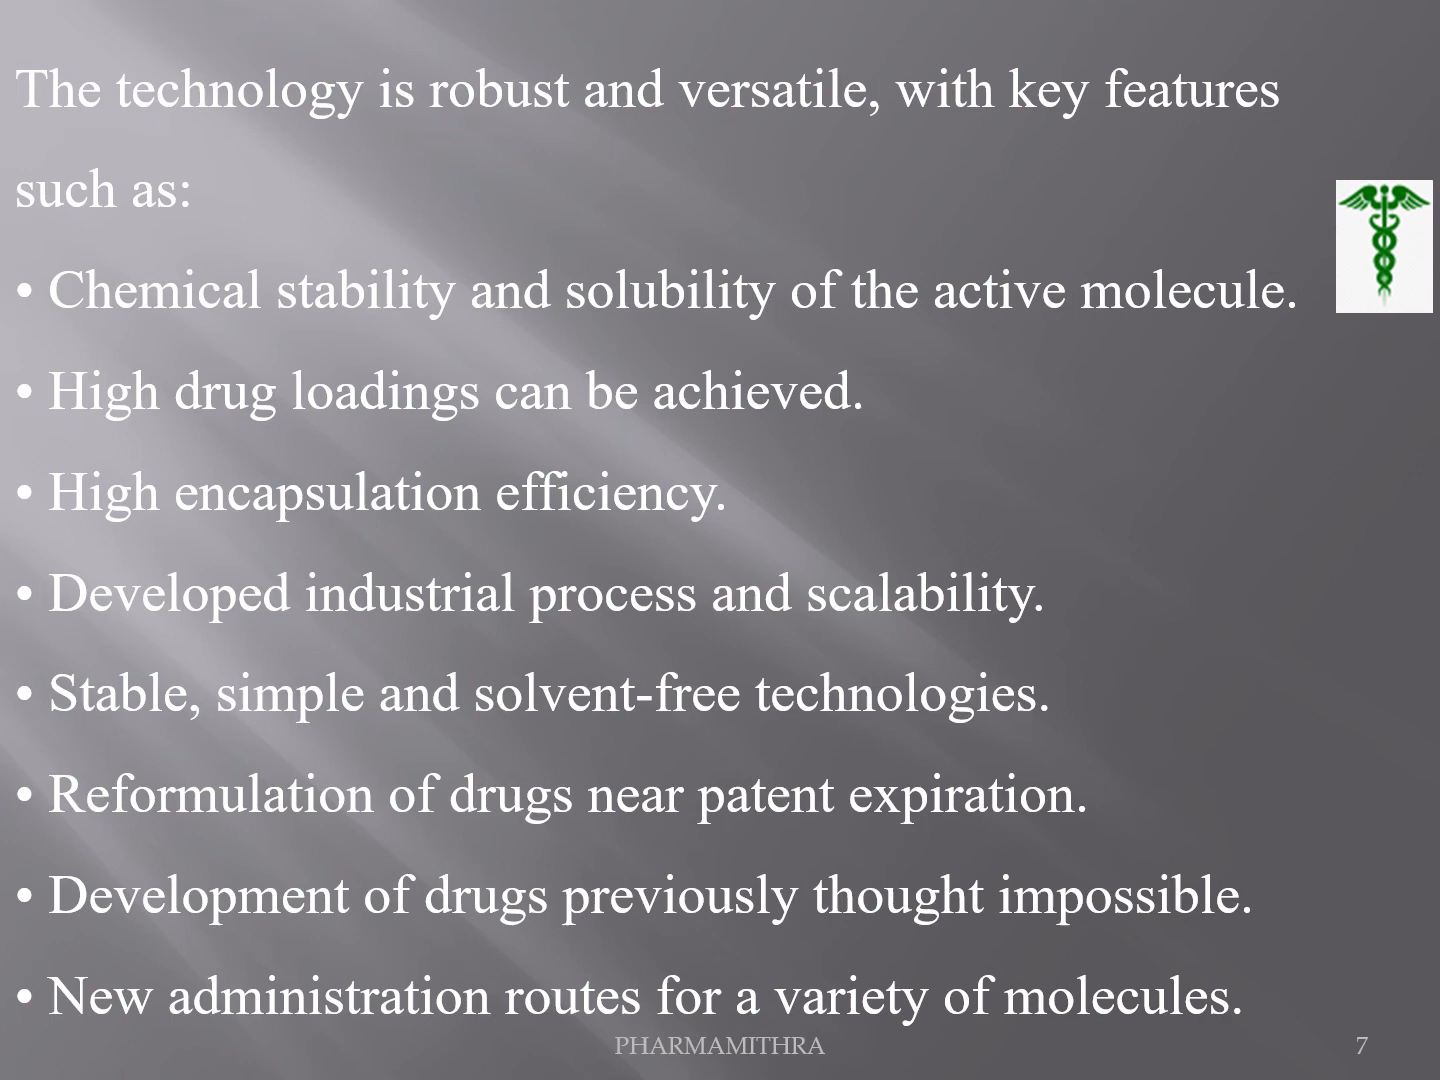 The technology is robust and versatile, with key features
such as:
• Chemical stability and solubility of the active molecule.
• High drug loadings can be achieved.
• High encapsulation efficiency.
• Developed industrial process and scalability.
• Stable, simple and solvent-free technologies.
• Reformulation of drugs near patent expiration.
• Development of drugs previously thought impossible.
• New administration routes for a variety of molecules.
PHARMAMITHRA
7